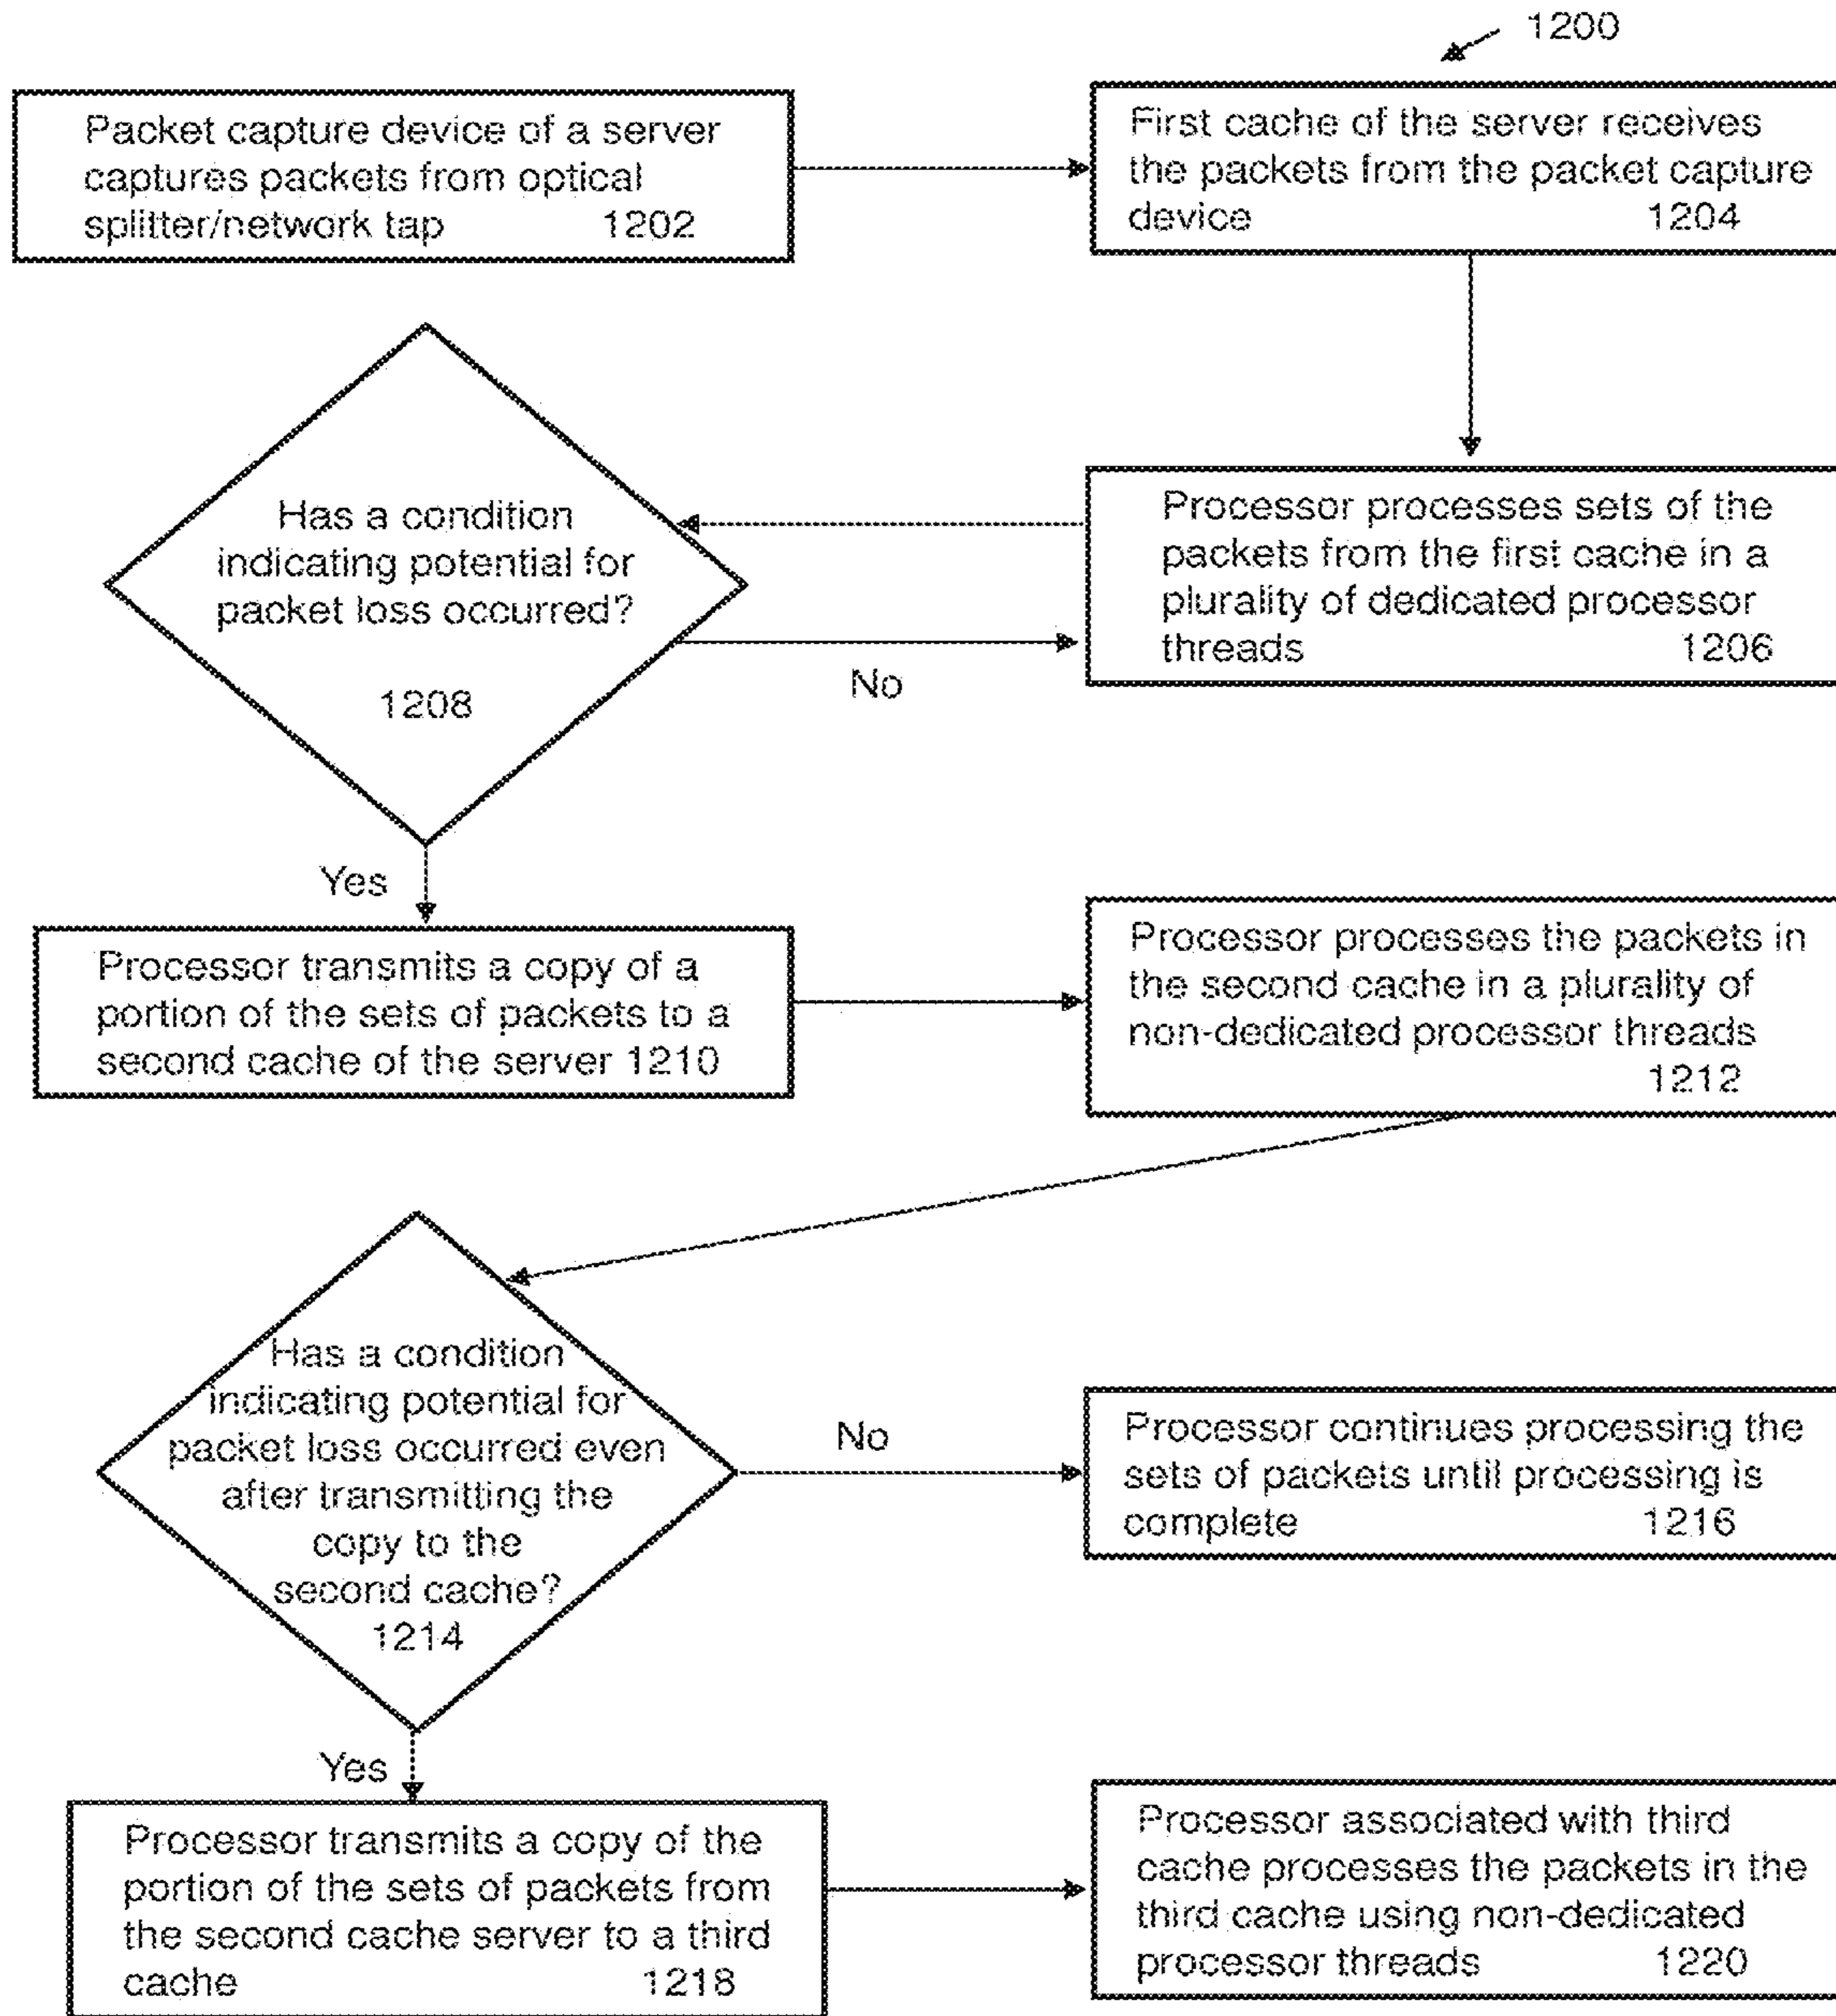 1200
Packet capture device of a server
captures packets from optical
splitter/network tap 1202
First cache of the server receives
the packets from the packet capture
device 1204
Has a condition
indicating potential for
packet loss occurred?
1208
Processor processes sets of the
packets from the first cache in a
plurality of dedicated processor
threads 1206
No
Yes
Processor transmits a copy of a
portion of the sets of packets to a
second cache of the server 1210
Processor processes the packets in
the second cache in a plurality of
non-dedicated processor threads
1212
Has a condition
indicating potential for
packet loss occurred even
after transmitting the
copy to the
second cache?
1214
No
Processor continues processing the
sets of packets until processing is
complete 1216
Yes
Processor transmits a copy of the
portion of the sets of packets from
the second cache server to a third
cache 1218
Processor associated with third
cache processes the packets in the
third cache using non-dedicated
processor threads 1220